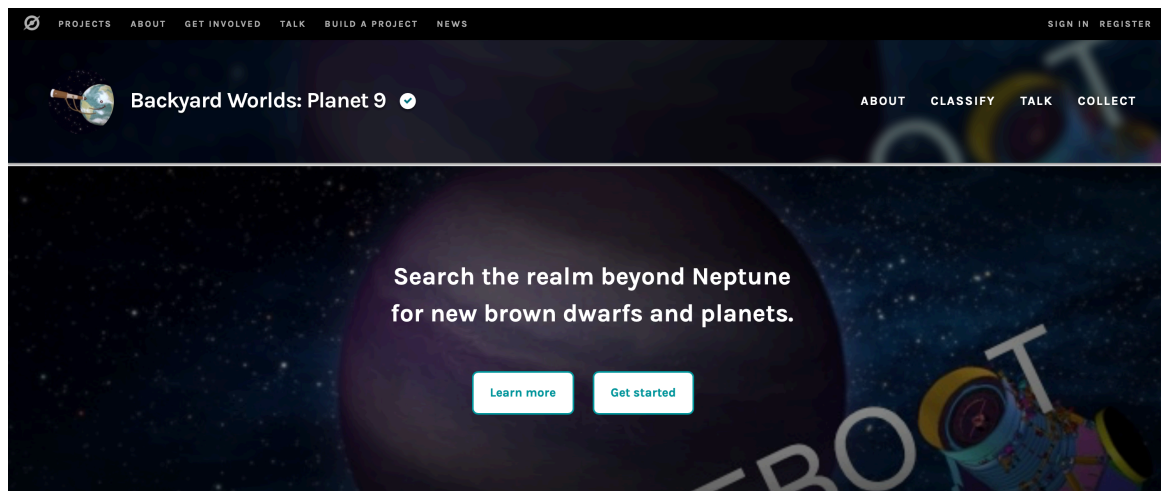 PROJECTS ABOUT GET INVOLVED TALK BUILD A PROJECT NEWS SIGN IN REGISTER
Backyard Worlds: Planet 9 ABOUT CLASSIFY TALK COLLECT
Search the realm beyond Neptune
for new brown dwarfs and planets.
Learn more Get started